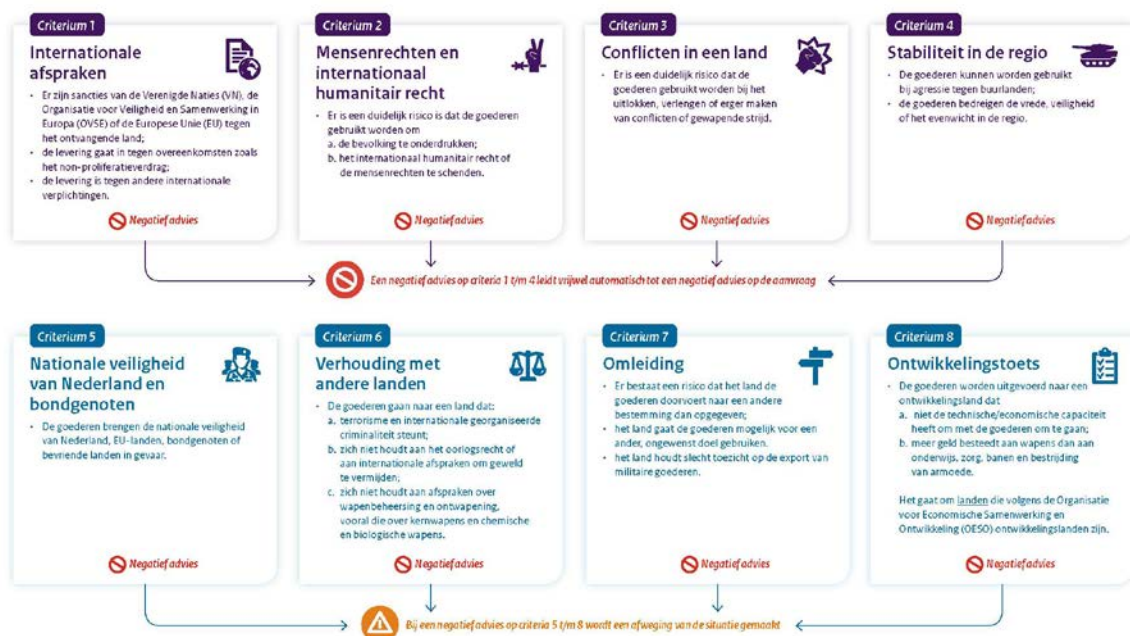 Criterium 1
Internationale
afspraken
• Er zijn sancties van de Verenigde Naties (VN), de
Organisatie voor Veiligheid en Samenwerking in
Europa (OVSE) of de Europese Unie (EU) tegen
het ontvangende land;
• de levering gaat in tegen overeenkomsten zoals
het non-proliferatieverdrag;
• de levering is tegen andere internationale
verplichtingen.
Negatief advies
Criterium 2
Mensenrechten en
internationaal
humanitair recht
• Er is een duidelijk risico is dat de goederen
gebruikt worden om
a. de bevolking te onderdrukken;
b. het internationaal humanitair recht of
de mensenrechten te schenden.
Negatief advies
Criterium 3
Conflicten in een land
• Er is een duidelijk risico dat de
goederen gebruikt worden bij het
uitlokken, verlengen of erger maken
van conflicten of gewapende strijd.
Negatief advies
Criterium 4
Stabiliteit in de regio
• De goederen kunnen worden gebruikt
bij agressie tegen buurlanden;
• de goederen bedreigen de vrede, veiligheid
of het evenwicht in de regio.
Negatief advies
Een negatief advies op criteria 1 t/m 4 leidt vrijwel automatisch tot een negatief advies op de aanvraag
Criterium 5
Nationale veiligheid
van Nederland en
bondgenoten
• De goederen brengen de nationale veiligheid
van Nederland, EU-landen, bondgenoten of
bevriende landen in gevaar.
Negatief advies
Criterium 6
Verhouding met
andere landen
• De goederen gaan naar een land dat:
a. terrorisme en internationale georganiseerde
criminaliteit steunt;
b. zich niet houdt aan het oorlogsrecht of
aan internationale afspraken om geweld
te vermijden;
c. zich niet houdt aan afspraken over
wapenbeheersing en ontwapening,
vooral die over kernwapens en chemische
en biologische wapens.
Negatief advies
Criterium 7
Omleiding
• Er bestaat een risico dat het land de
goederen doorvoert naar een andere
bestemming dan opgegeven;
• het land gaat de goederen mogelijk voor een
ander, ongewenst doel gebruiken.
• het land houdt slecht toezicht op de export van
militaire goederen.
Negatief advies
Criterium 8
Ontwikkelingstoets
• De goederen worden uitgevoerd naar een
ontwikkelingsland dat
a. niet de technische/economische capaciteit
heeft om met de goederen om te gaan;
b. meer geld besteedt aan wapens dan aan
onderwijs, zorg, banen en bestrijding
van armoede.
Het gaat om landen die volgens de Organisatie
voor Economische Samenwerking en
Ontwikkeling (OESO) ontwikkelingslanden zijn.
Negatief advies
Bij een negatief advies op criteria 5 t/m 8 wordt een afweging van de situatie gemaakt